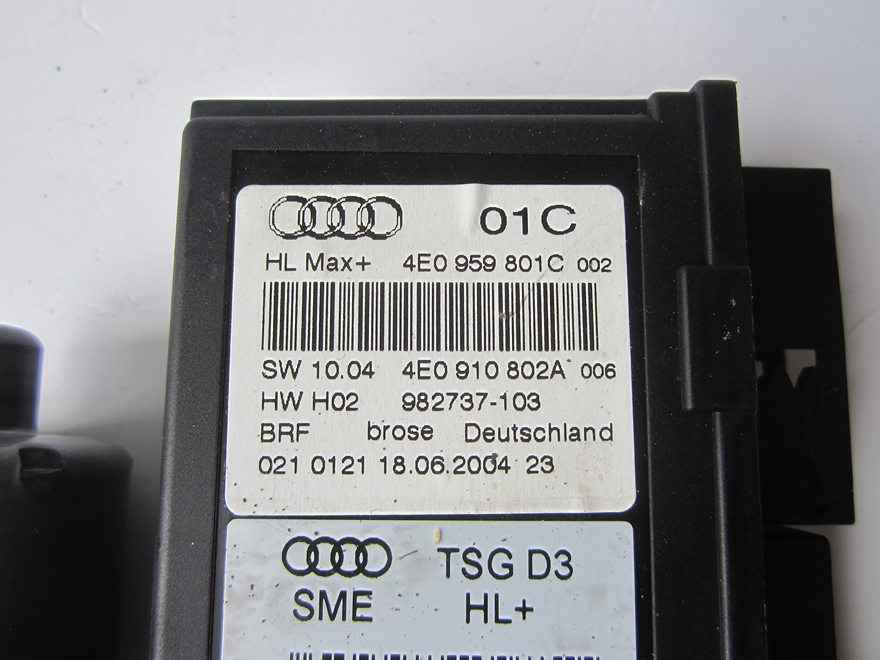 01C
HL Max+ 4E0 959 801C 002
SW 10.04 4E0 910 802A 006
HW H02 982737-103
BRF brose Deutschland
021 0121 18.06.2004 23
TSG D3
SME HL+